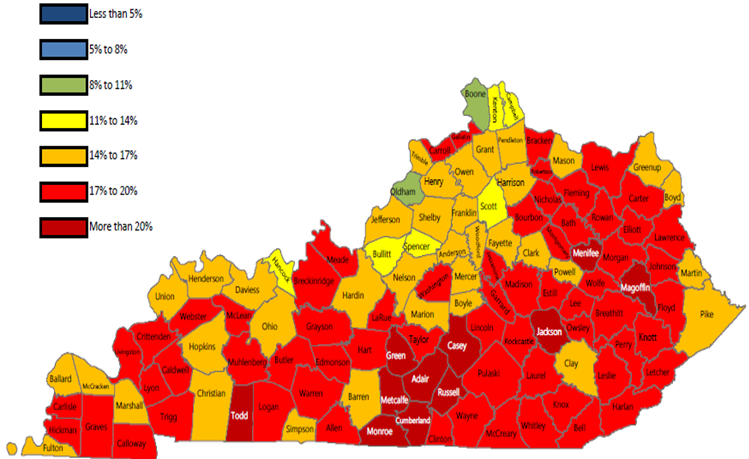 Less than 5%
5% to 8%
8% to 11%
11% to 14%
14% to 17%
17% to 20%
More than 20%
Boone
Kenton
Campbell
Gallatin
Carroll
Grant
Pendleton
Bracken
Trimble
Owen
Robertson
Mason
Lewis
Greenup
Henry
Harrison
Oldham
Nicholas
Fleming
Carter
Boyd
Scott
Franklin
Shelby
Jefferson
Bourbon
Bath
Rowan
Elliott
Lawrence
Spencer
Bullitt
Anderson
Woodford
Fayette
Clark
Montgomery
Menifee
Morgan
Johnson
Martin
Hancock
Meade
Breckinridge
Nelson
Washington
Mercer
Madison
Powell
Wolfe
Magoffin
Floyd
Pike
Henderson
Union
Daviess
Hardin
Boyle
Garrard
Estill
Lee
Breathitt
Webster
McLean
Ohio
Grayson
LaRue
Marion
Lincoln
Rockcastle
Jackson
Owsley
Perry
Knott
Crittenden
Livingston
Hopkins
Muhlenberg
Butler
Edmonson
Hart
Taylor
Green
Casey
Pulaski
Laurel
Clay
Leslie
Letcher
Ballard
McCracken
Caldwell
Lyon
Christian
Warren
Barren
Adair
Metcalfe
Russell
Knox
Harlan
Carlisle
Marshall
Trigg
Todd
Logan
Simpson
Allen
Monroe
Cumberland
Wayne
McCreary
Whitley
Bell
Hickman
Graves
Calloway
Clinton
Fulton